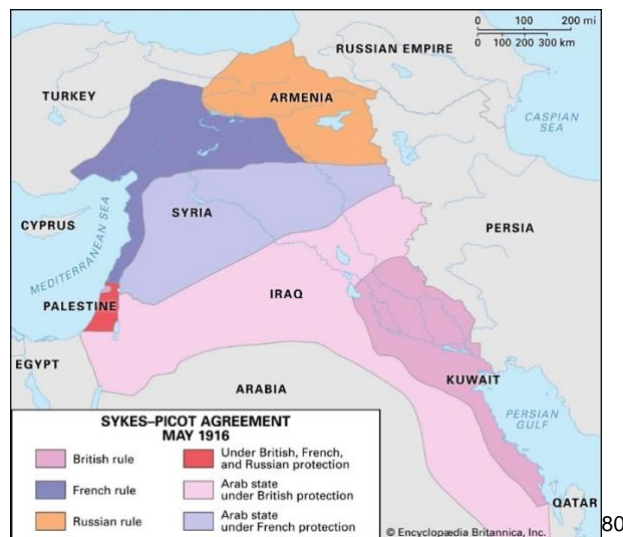 0 100 200 mi
0 100 200 300 km
RUSSIAN EMPIRE
TURKEY
ARMENIA
CASPIAN
SEA
SYRIA
CYPRUS
PERSIA
MEDITERRANEAN SEA
PALESTINE
IRAQ
EGYPT
KUWAIT
ARABIA
PERSIAN
GULF
QATAR
SYKES–PICOT AGREEMENT
MAY 1916
British rule
French rule
Russian rule
Under British, French,
and Russian protection
Arab state
under British protection
Arab state
under French protection
© Encyclopædia Britannica, Inc.
80